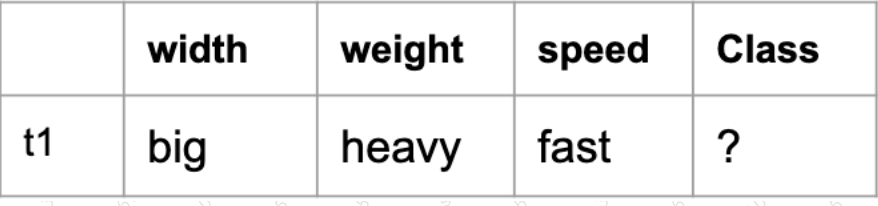 width weight speed Class
t1 big heavy fast ?